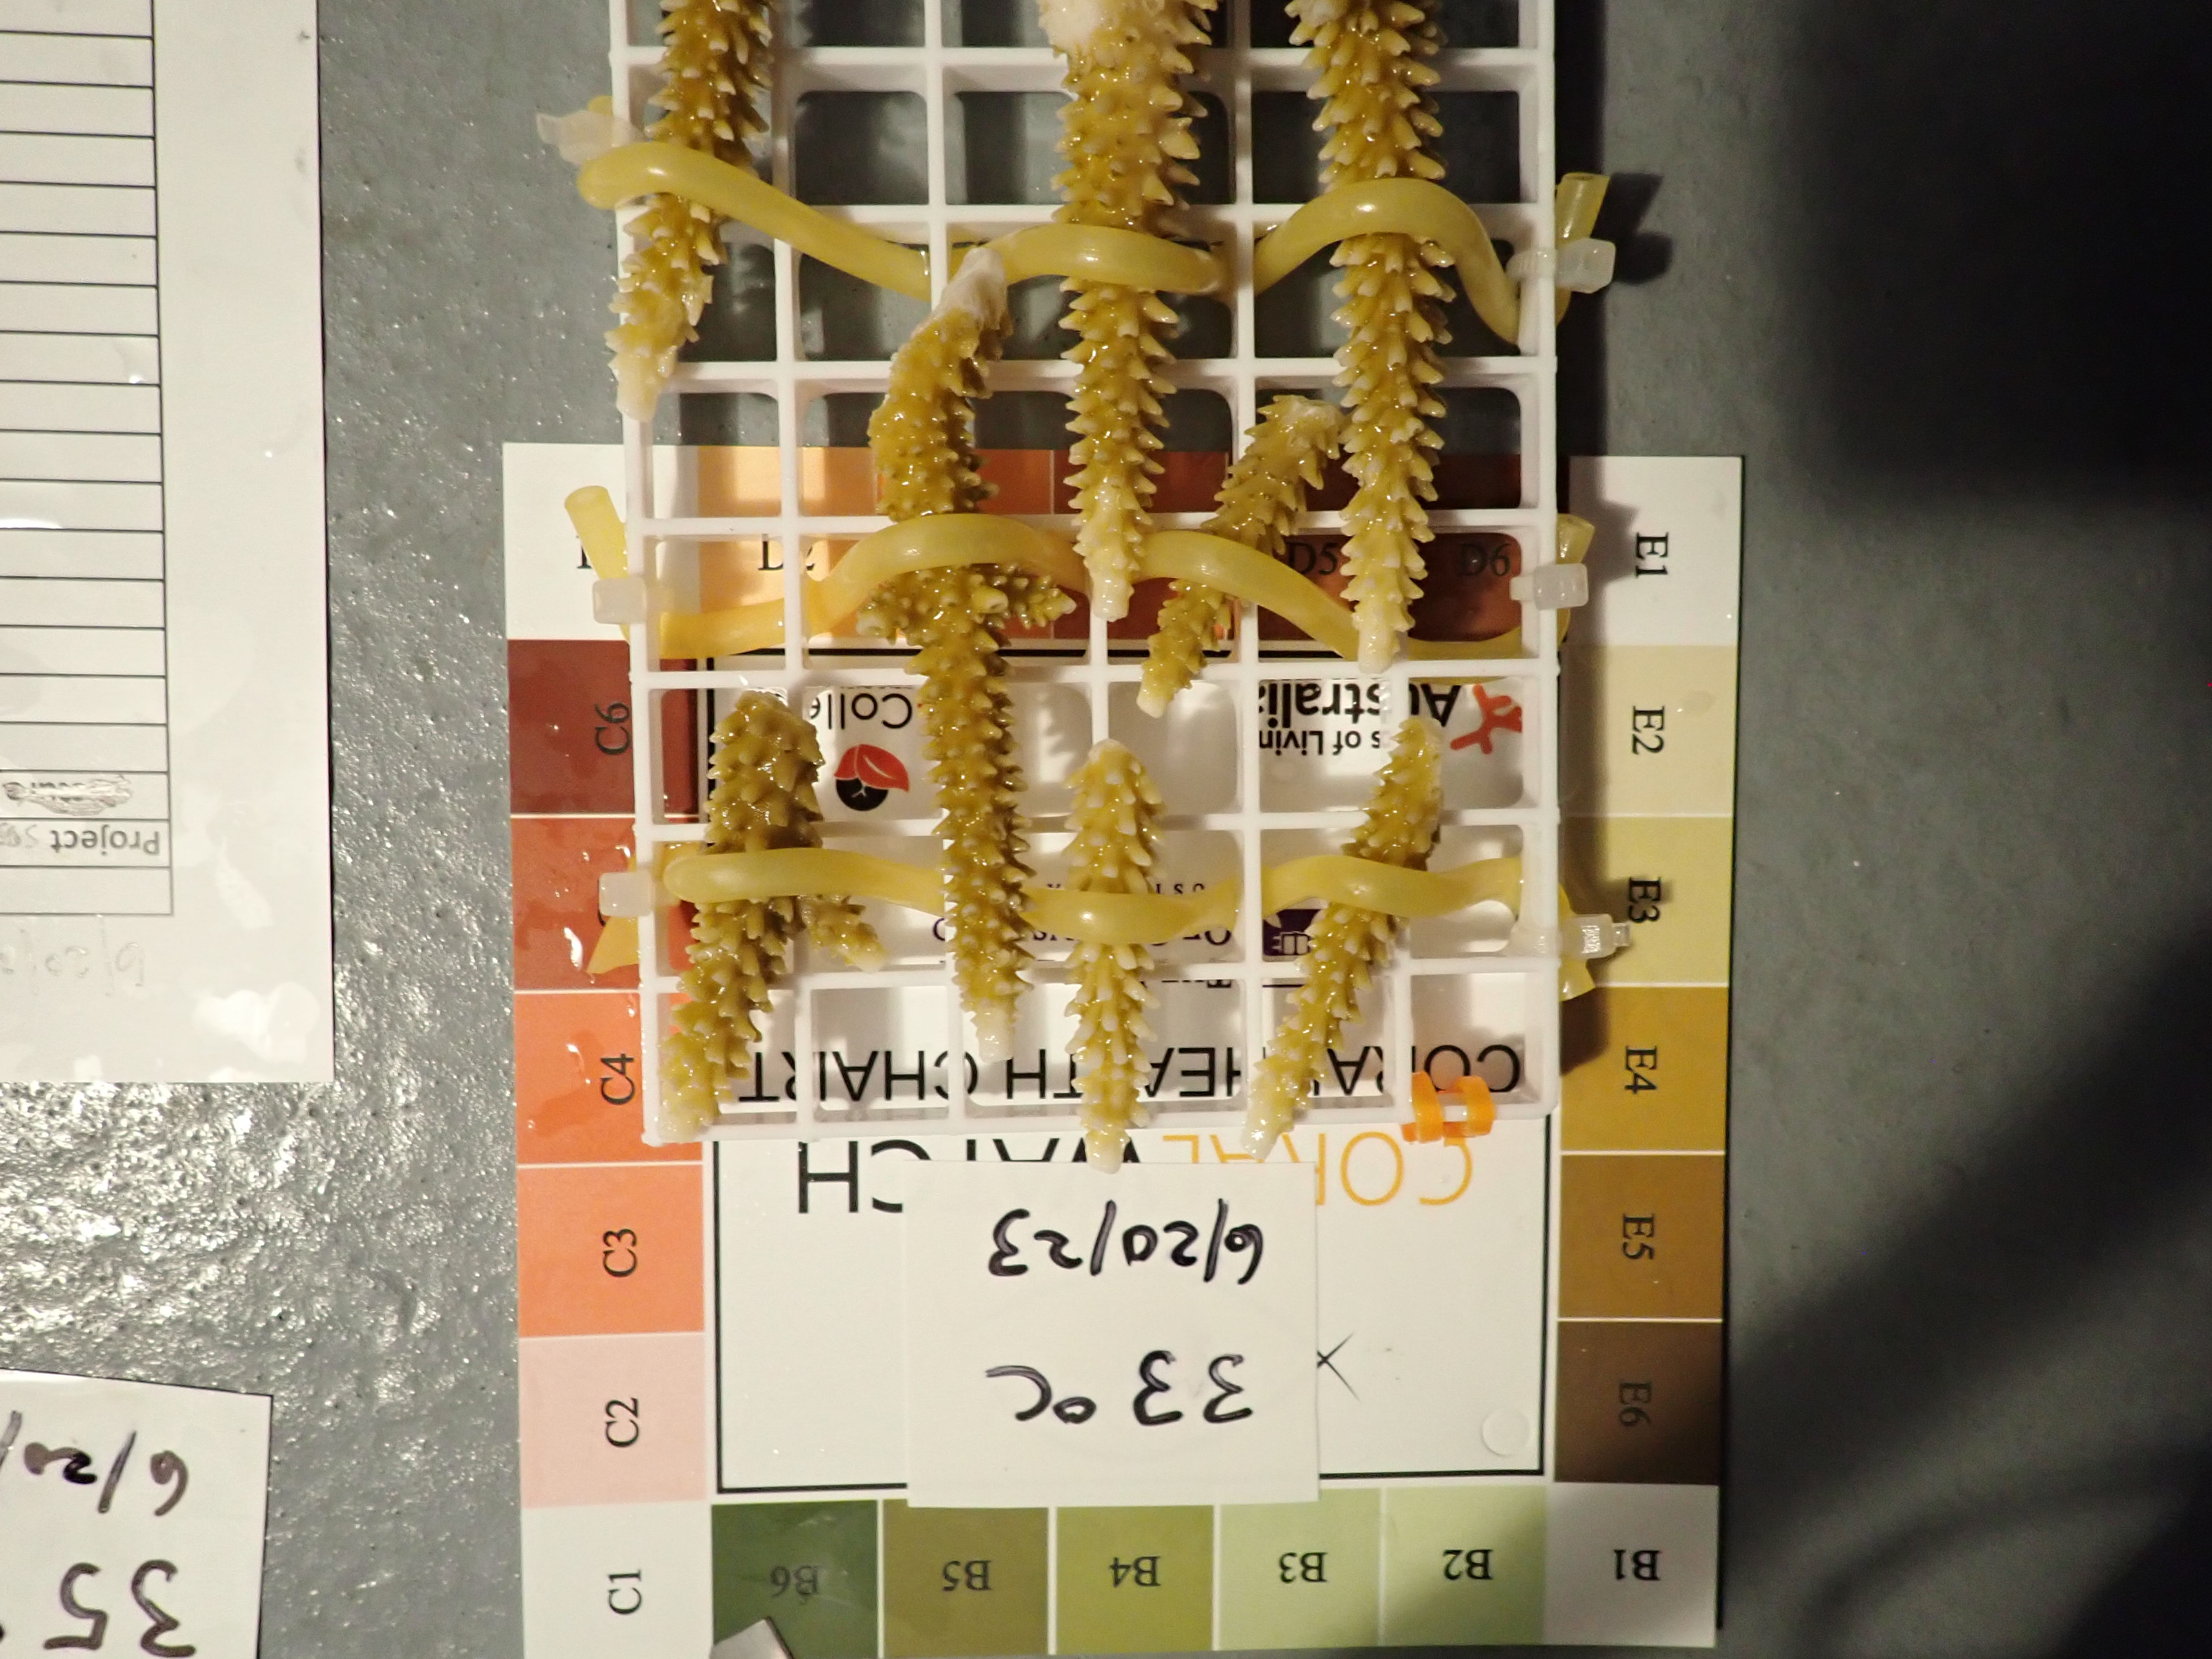 D2
D5
D6
E1
E2
E3
E4
E5
E6
C6
C4
C3
C2
C1
B6
B5
B4
B3
B2
B1
CORAL WATCH
CORAL HEALTH CHART
of Livin
Australia
Colle
6/20/23
33°C
Project
6/20/
35